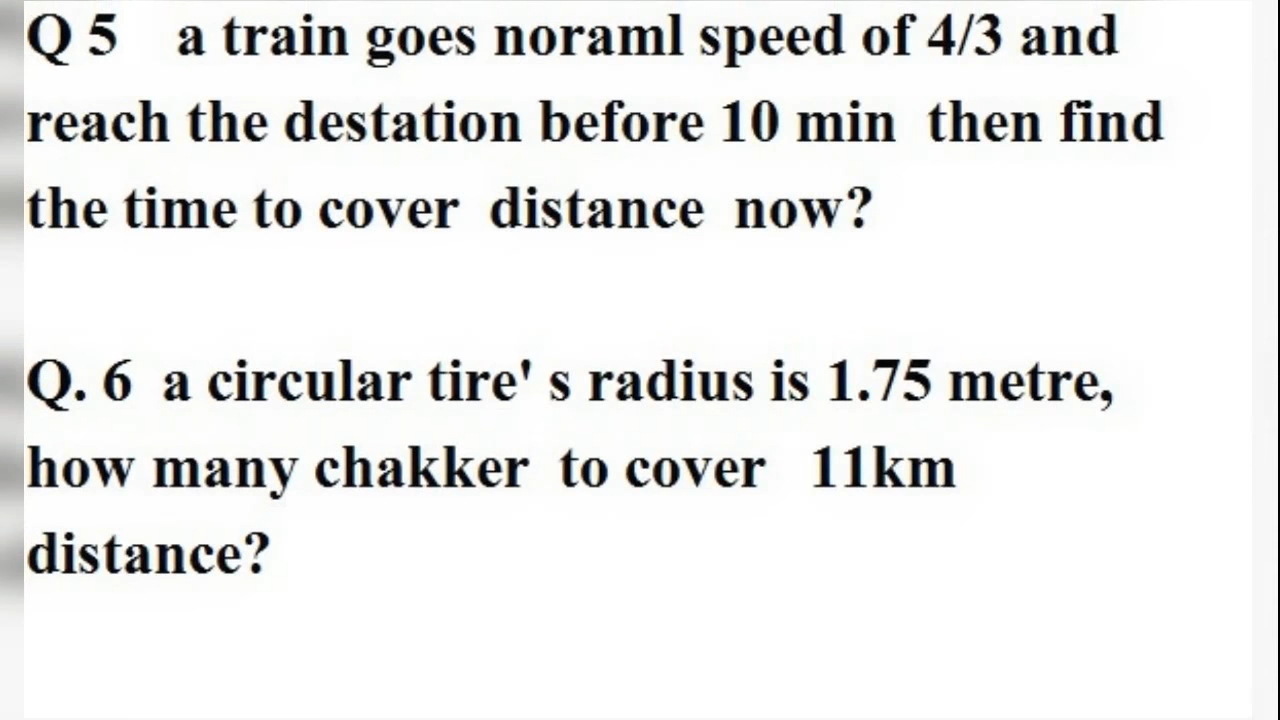 Q 5 a train goes noraml speed of 4/3 and
reach the destation before 10 min then find
the time to cover distance now?
Q. 6 a circular tire' s radius is 1.75 metre,
how many chakker to cover 11km
distance?